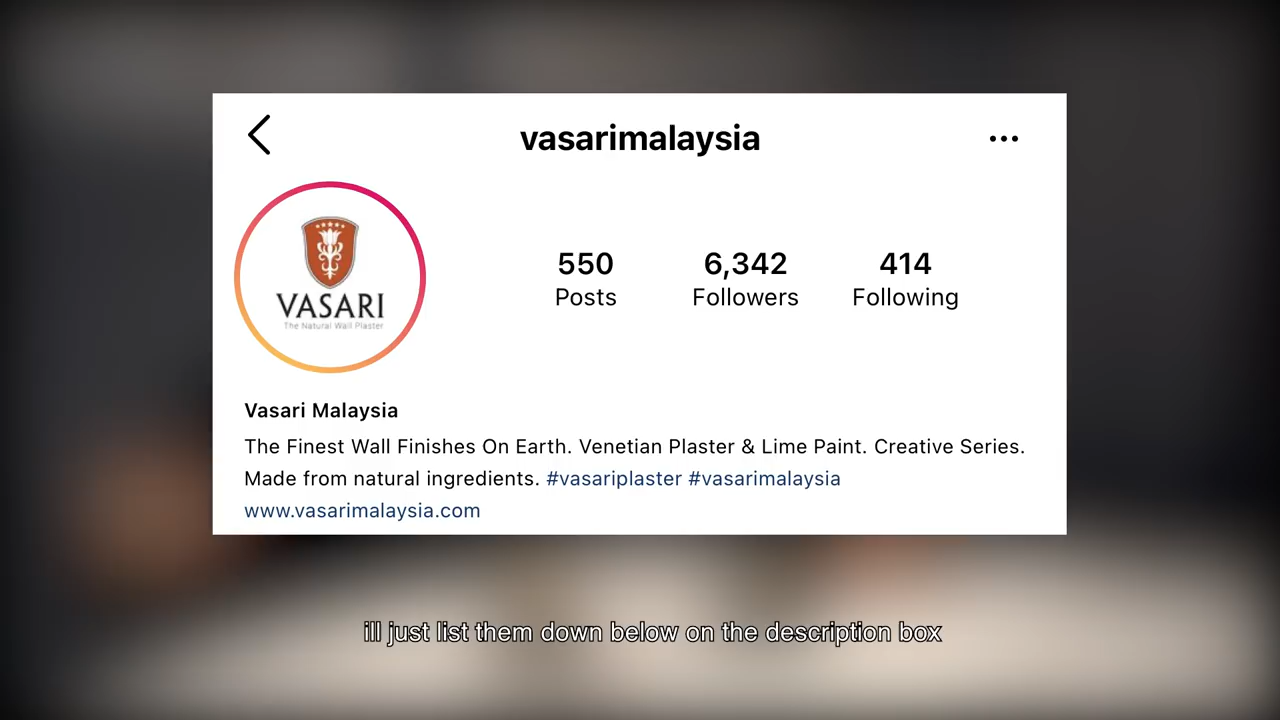 vasarimalaysia
VASARI
The Natural Wall Plaster
550
Posts
6,342
Followers
414
Following
Vasari Malaysia
The Finest Wall Finishes On Earth. Venetian Plaster & Lime Paint. Creative Series.
Made from natural ingredients. #vasariplaster #vasarimalaysia
www.vasarimalaysia.com
ill just list them down below on the description box